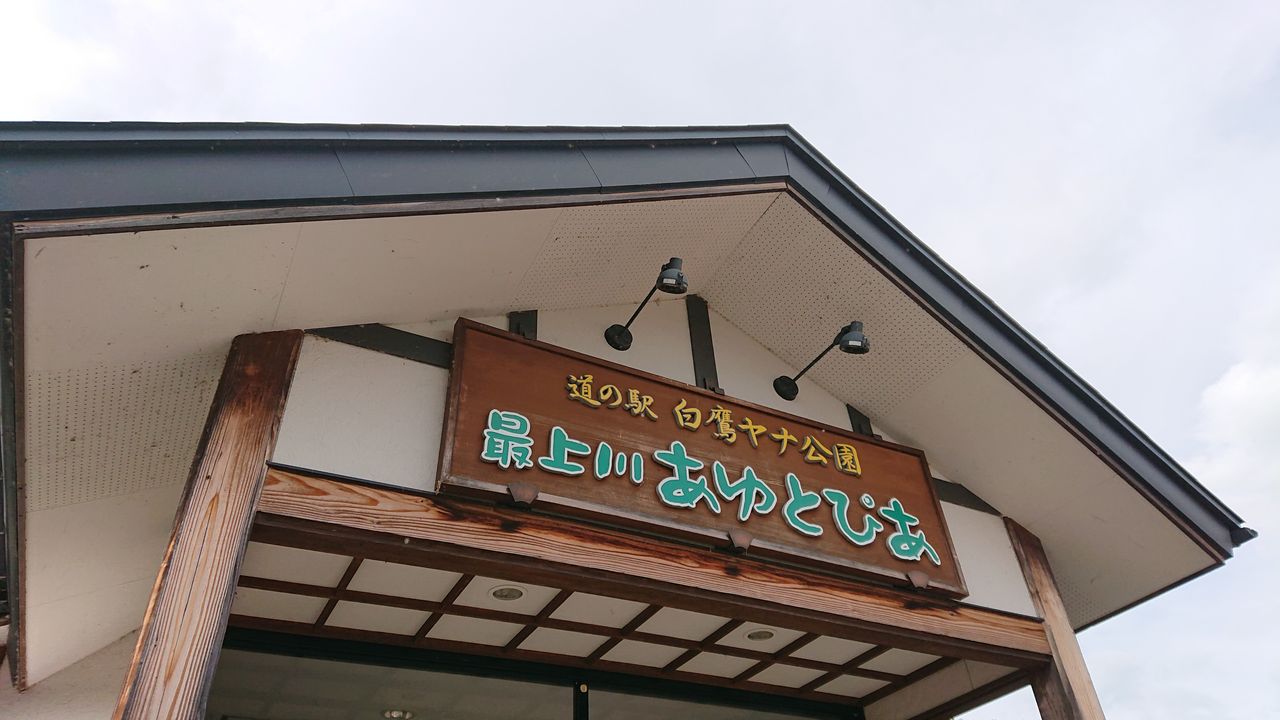 道の駅 白鷹ヤナ公園
最上川あゆとぴあ